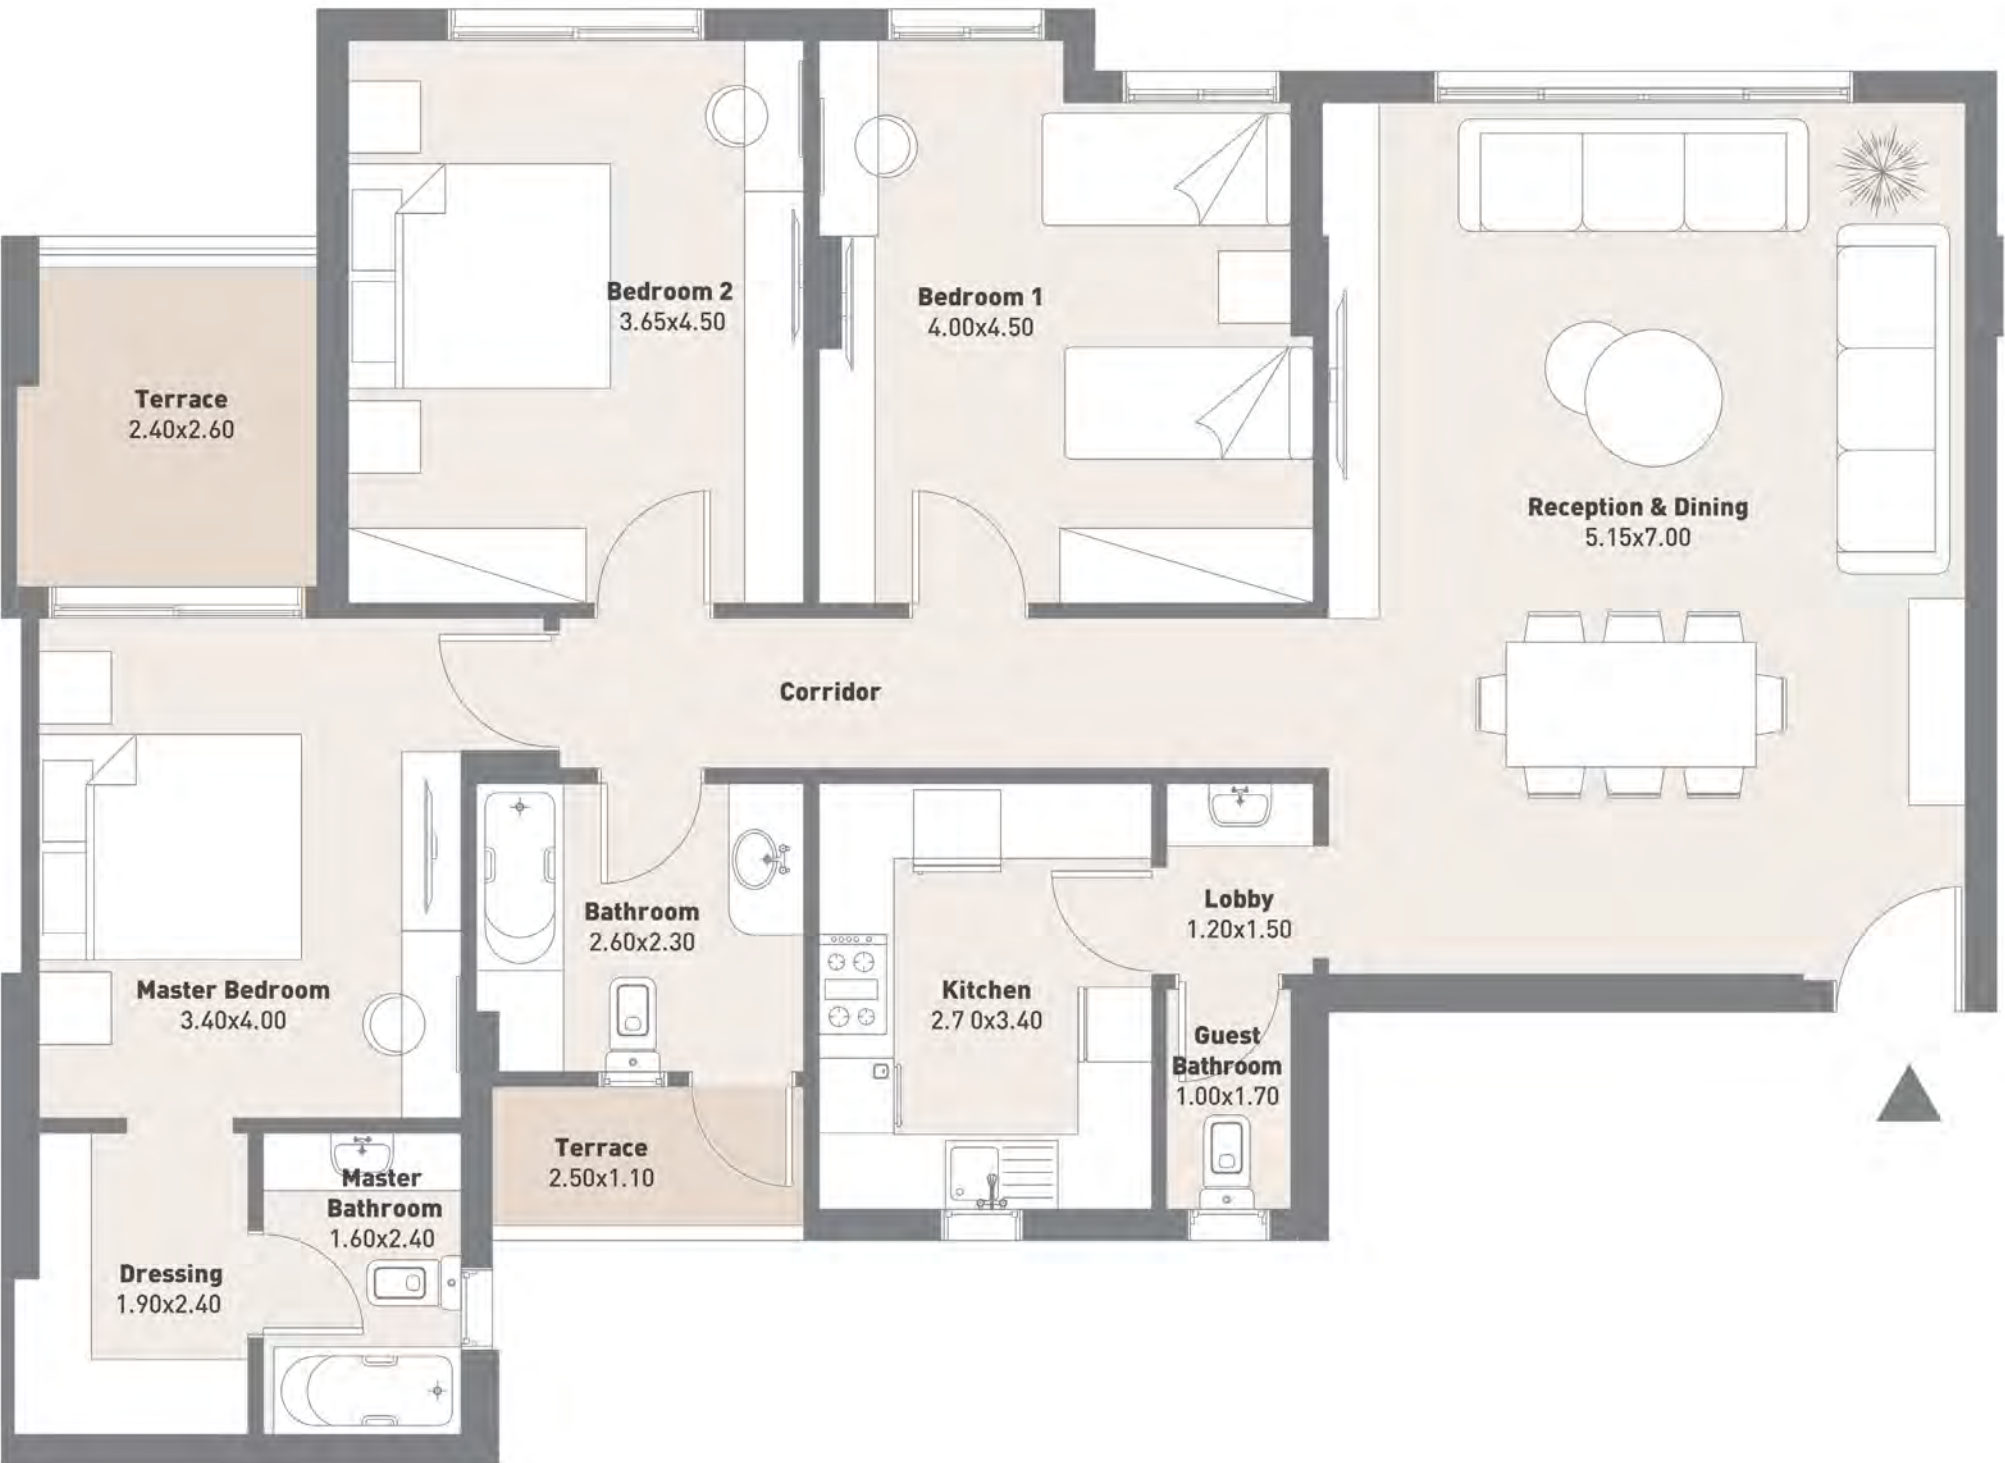 Bedroom 2
3.65x4.50
Bedroom 1
4.00x4.50
Terrace
2.40x2.60
Reception & Dining
5.15x7.00
Corridor
Bathroom
2.60x2.30
Lobby
1.20x1.50
Master Bedroom
3.40x4.00
Kitchen
2.7 0x3.40
Guest
Bathroom
1.00x1.70
Terrace
2.50x1.10
Master
Bathroom
1.60x2.40
Dressing
1.90x2.40